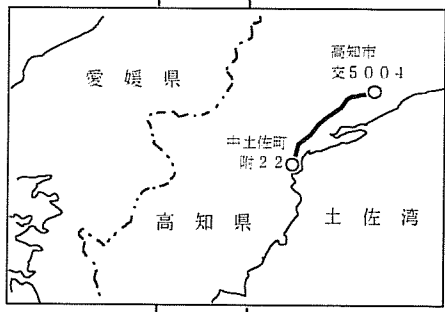 高知市
交5004
愛媛県
中土佐町
附22
高知県
土佐湾